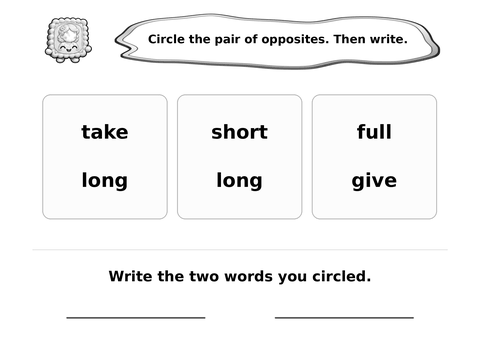 Circle the pair of opposites. Then write.
take
long
short
long
full
give
Write the two words you circled.